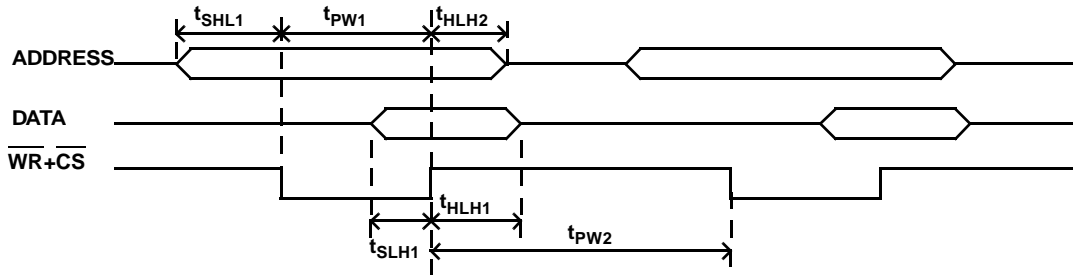 tSHL1 tPW1 tHLH2
ADDRESS
DATA
WR+CS
tHLH1
tSLH1 tPW2